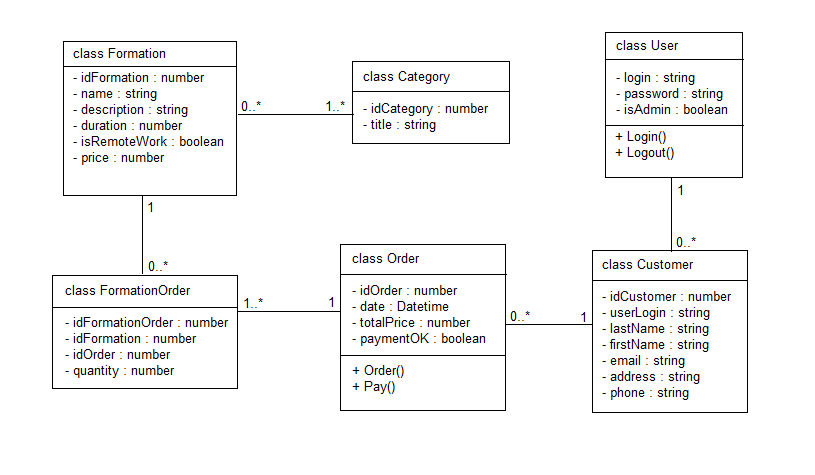 class Formation
- idFormation : number
- name : string
- description : string
- duration : number
- isRemoteWork : boolean
- price : number
0..*
1..*
class Category
- idCategory : number
- title : string
class User
- login : string
- password : string
- isAdmin : boolean
+ Login()
+ Logout()
1
0..*
1
0..*
class FormationOrder
- idFormationOrder : number
- idFormation : number
- idOrder : number
- quantity : number
1..*
1
class Order
- idOrder : number
- date : Datetime
- totalPrice : number
- paymentOK : boolean
+ Order()
+ Pay()
0..*
1
class Customer
- idCustomer : number
- userLogin : string
- lastName : string
- firstName : string
- email : string
- address : string
- phone : string